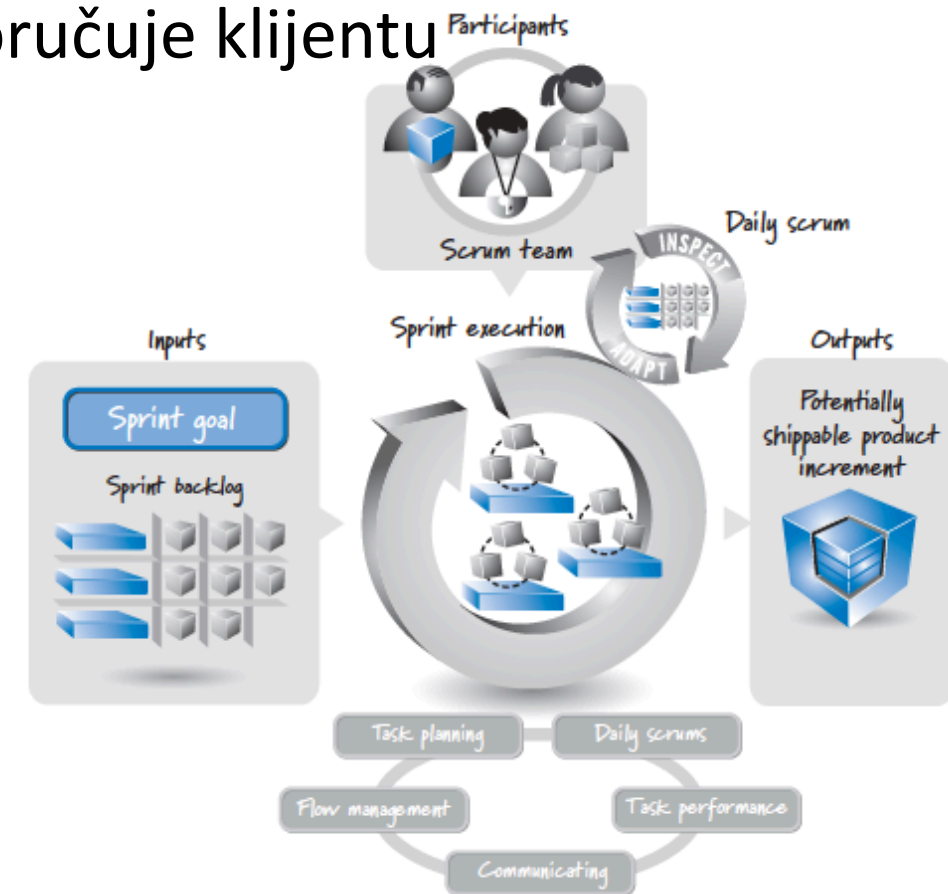 oručuje klijentu
Participants
Scrum team
Daily scrum
INSPECT
ADAPT
Sprint execution
Inputs
Sprint goal
Sprint backlog
Outputs
Potentially
shippable product
increment
Task planning
Daily scrums
Flow management
Task performance
Communicating